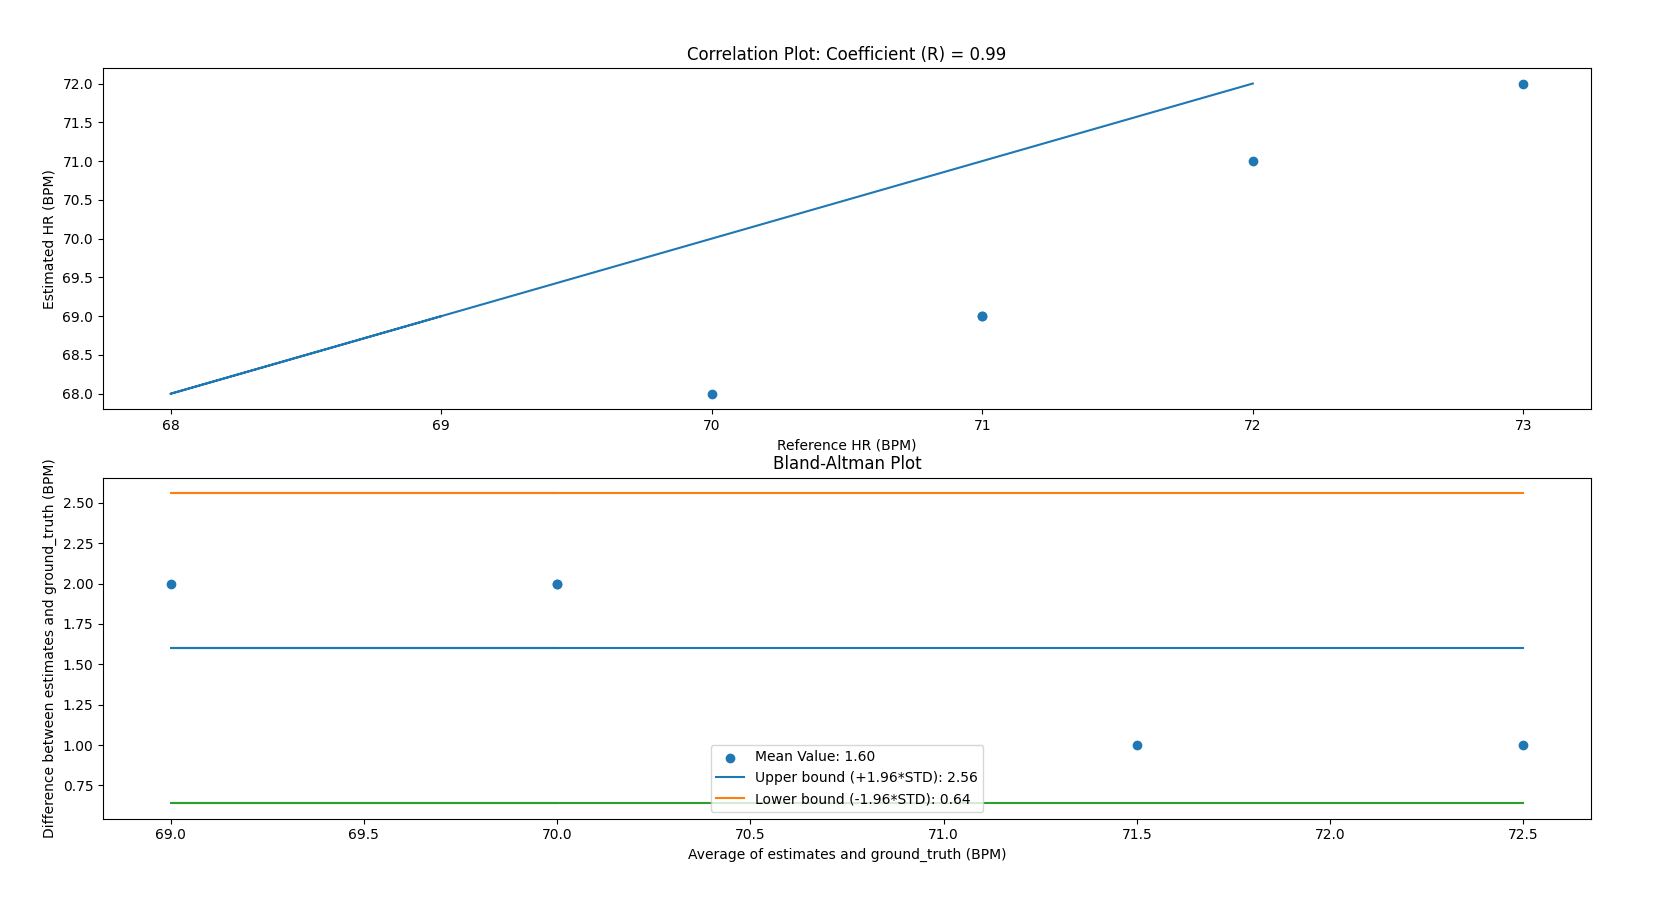 Correlation Plot: Coefficient (R) = 0.99
72.0
71.5
71.0
70.5
70.0
69.5
69.0
68.5
68.0
Estimated HR (BPM)
68 69 70 71 72 73
Reference HR (BPM)
Bland-Altman Plot
2.50
2.25
2.00
1.75
1.50
1.25
1.00
0.75
Difference between estimates and ground_truth (BPM)
Mean Value: 1.60
Upper bound (+1.96*STD): 2.56
Lower bound (-1.96*STD): 0.64
69.0 69.5 70.0 70.5 71.0 71.5 72.0 72.5
Average of estimates and ground_truth (BPM)